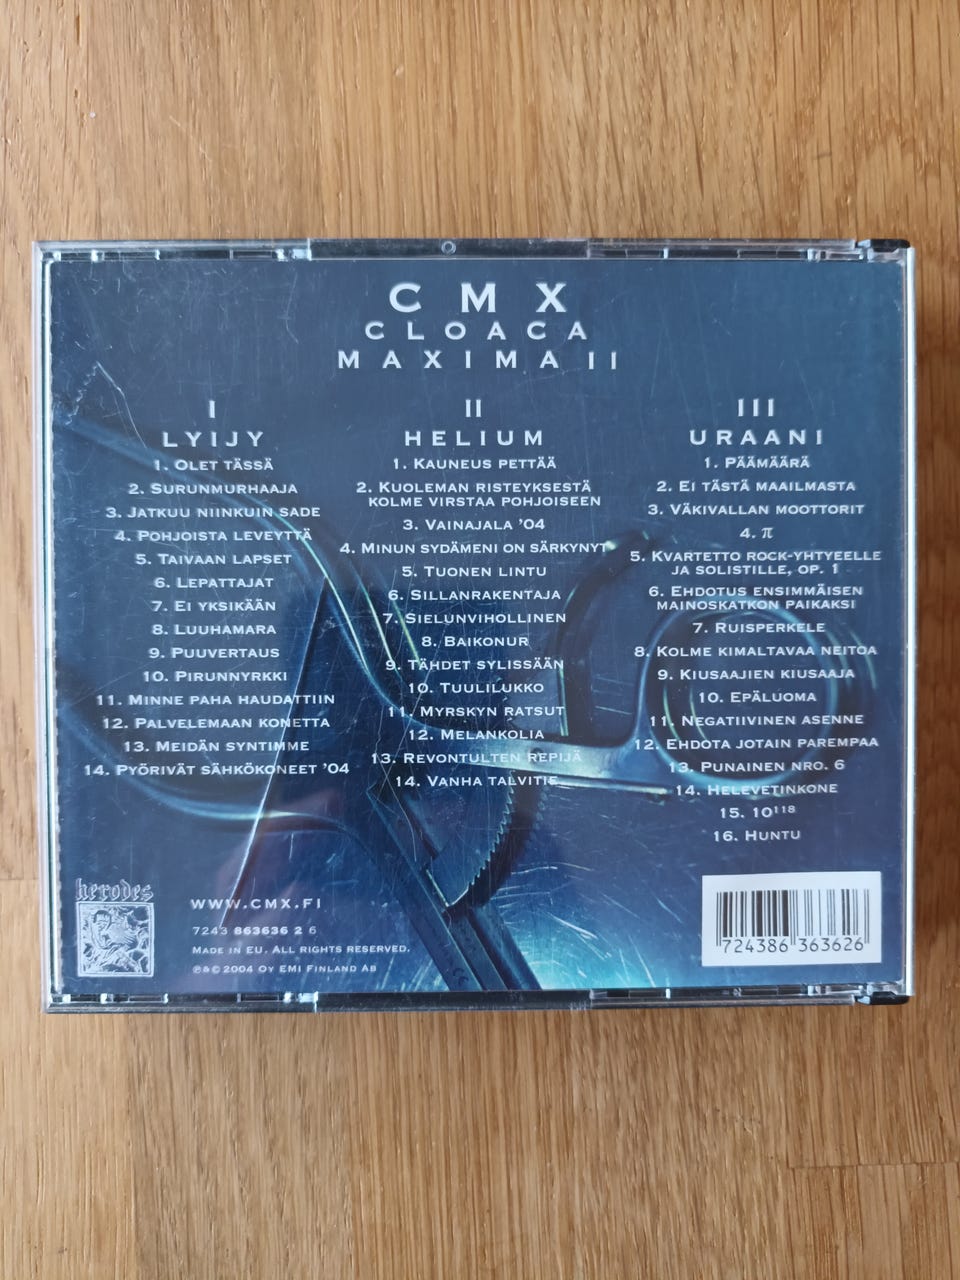 CMX
CLOACA
MAXIMA II
I
LYIJY
1. OLET TÄSSÄ
2. SURUNMURHAAJA
3. JATKUU NIINKUIN SADE
4. POHJOISTA LEVEYTTÄ
5. TAIVAAN LAPSET
6. LEPATTAJAT
7. EI YKSIKÄÄN
8. LUUHAMARA
9. PUUVERTAUS
10. PIRUNNYRKKI
11. MINNE PAHA HAUDATTIIN
12. PALVELEMAAN KONETTA
13. MEIDÄN SYNTIMME
14. PYÖRIVÄT SÄHKÖKONEET '04
II
HELIUM
1. KAUNEUS PETTÄÄ
2. KUOLEMAN RISTEYKSESTÄ
KOLME VIRSTAA POHJOISEEN
3. VAINAJALA '04
4. MINUN SYDÄMENI ON SÄRKYNYT
5. TUONEN LINTU
6. SILLANRAKENTAJA
7. SIELUNVIHOLLINEN
8. BAIKONUR
9. TÄHDET SYLISSÄÄN
10. TUULILUKKO
11. MYRSKYN RATSUT
12. MELANKOLIA
13. REVONTULTEN REPIJÄ
14. VANHA TALVITIE
III
URAANI
1. PÄÄMÄÄRÄ
2. EI TÄSTÄ MAAILMASTA
3. VÄKIVALLAN MOOTTORIT
4. π
5. KVARTETTO ROCK-YHTYEELLE
JA SOLISTILLE, OP. 1
6. EHDOTUS ENSIMMÄISEN
MAINOSKATKON PAIKAKSI
7. RUISPERKELE
8. KOLME KIMALTAVAA NEITOA
9. KIUSAAJIEN KIUSAAJA
10. EPÄLUOMA
11. NEGATIIVINEN ASENNE
12. EHDOTA JOTAIN PAREMPAA
13. PUNAINEN NRO. 6
14. HELEVETINKONE
15. 10¹¹⁸
16. HUNTU
herodes
WWW.CMX.FI
7243 863636 2 6
MADE IN EU. ALL RIGHTS RESERVED.
℗&© 2004 OY EMI FINLAND AB
724386 363626